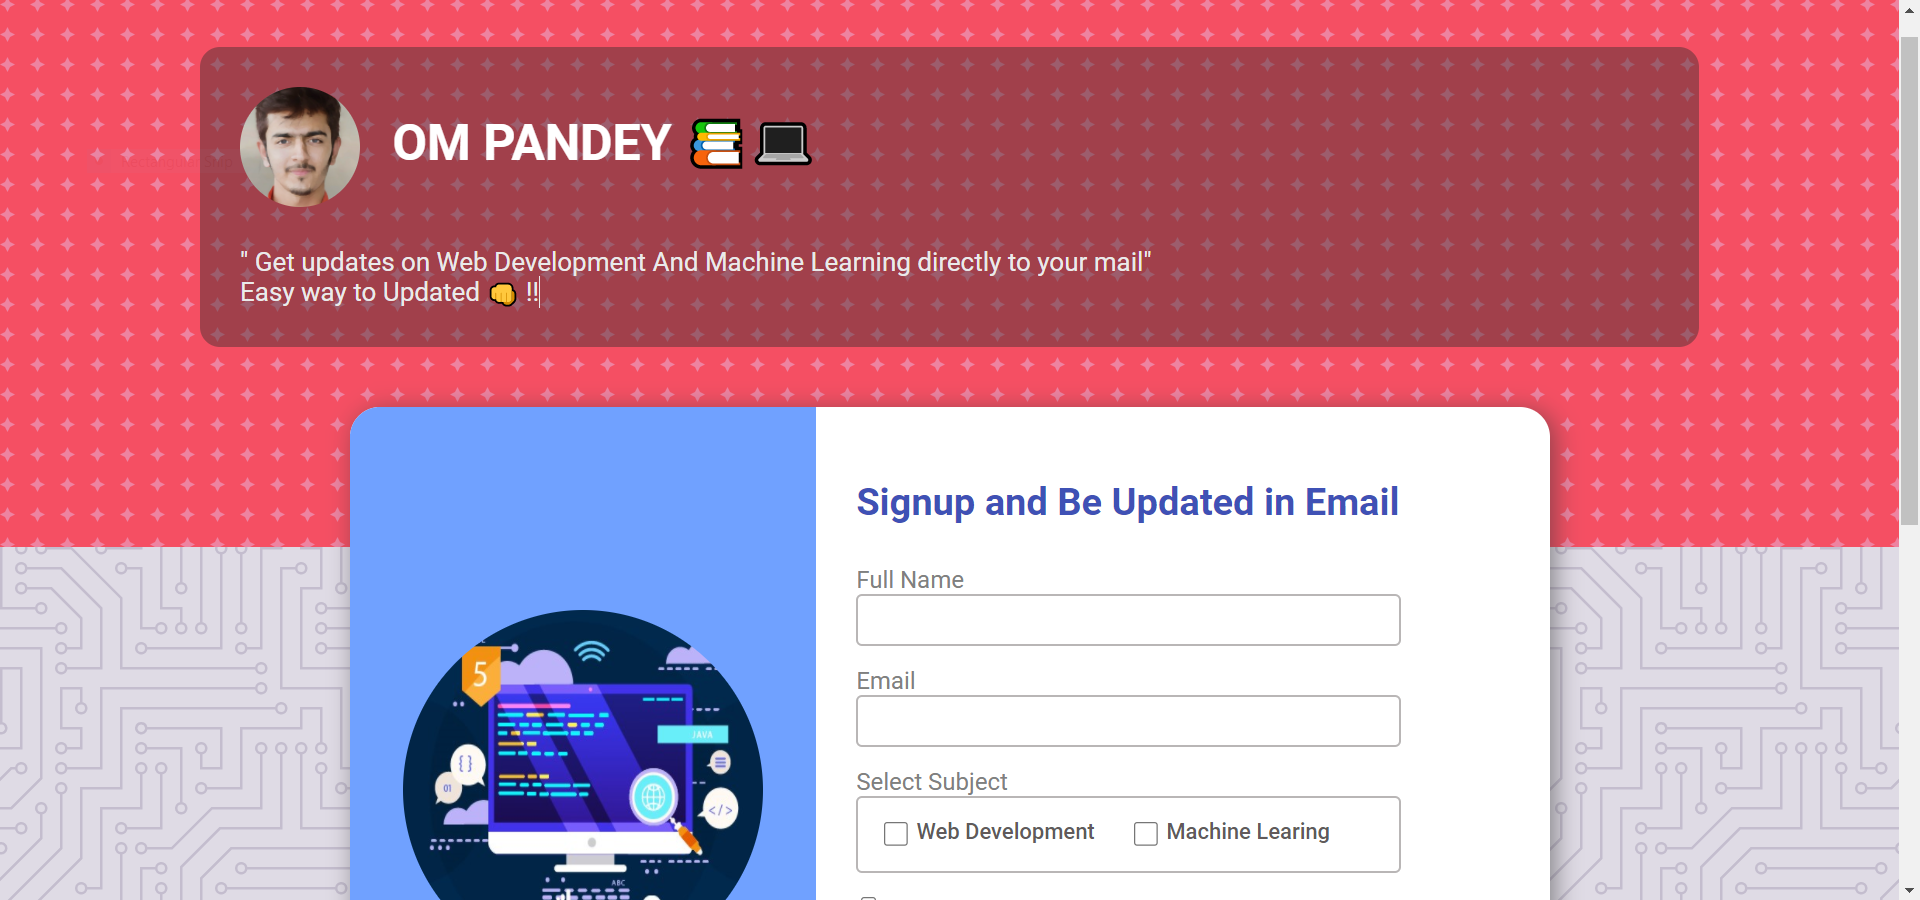 OM PANDEY 📚 💻
" Get updates on Web Development And Machine Learning directly to your mail"
Easy way to Updated 👊 !!
Signup and Be Updated in Email
Full Name
Email
Select Subject
Web Development
Machine Learing
5
JAVA
{ }
01
</>
ABC